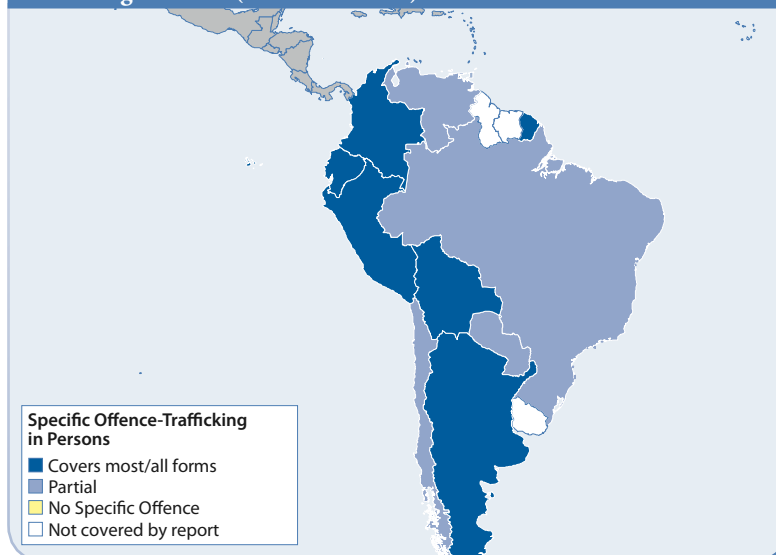 Specific Offence-Trafficking
in Persons
Covers most/all forms
Partial
No Specific Offence
Not covered by report